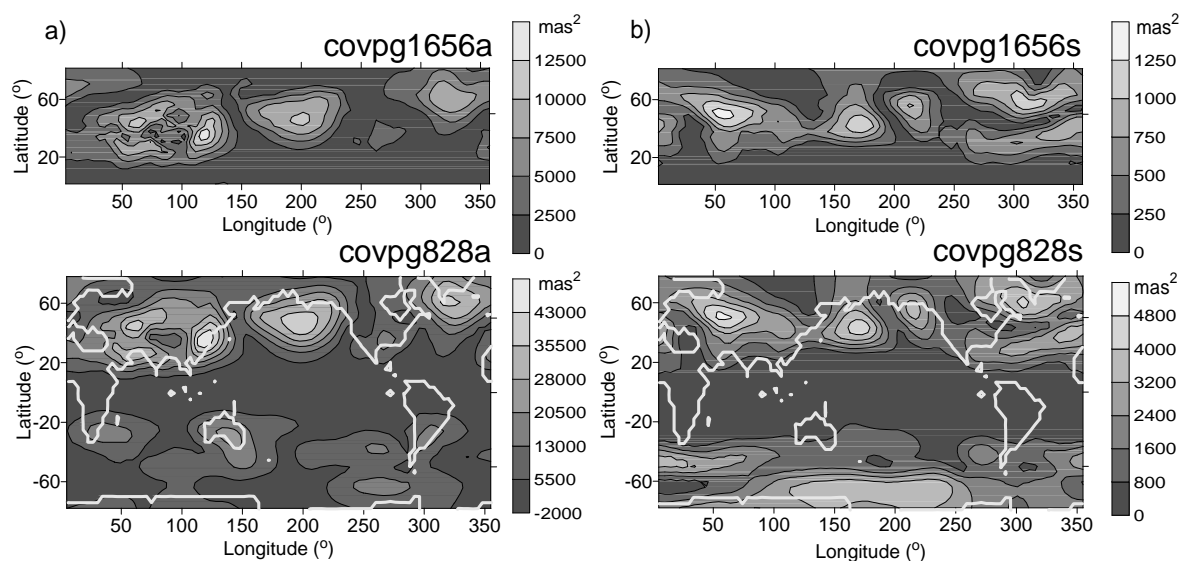 a)
covpg1656a
mas²
12500
10000
7500
5000
2500
0
Latitude (°)
60
20
50 100 150 200 250 300 350
Longitude (°)
covpg828a
mas²
43000
35500
28000
20500
13000
5500
-2000
Latitude (°)
60
20
-20
-60
50 100 150 200 250 300 350
Longitude (°)
b)
covpg1656s
mas²
1250
1000
750
500
250
0
Latitude (°)
60
20
50 100 150 200 250 300 350
Longitude (°)
covpg828s
mas²
4800
4000
3200
2400
1600
800
0
Latitude (°)
60
20
-20
-60
50 100 150 200 250 300 350
Longitude (°)